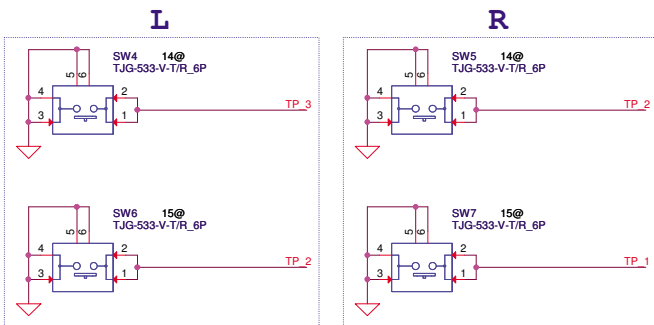 L
R
SW4 14@
TJG-533-V-T/R_6P
5 6
4
3
2
1
TP_3
SW5 14@
TJG-533-V-T/R_6P
5 6
4
3
2
1
TP_2
SW6 15@
TJG-533-V-T/R_6P
5 6
4
3
2
1
TP_2
SW7 15@
TJG-533-V-T/R_6P
5 6
4
3
2
1
TP_1